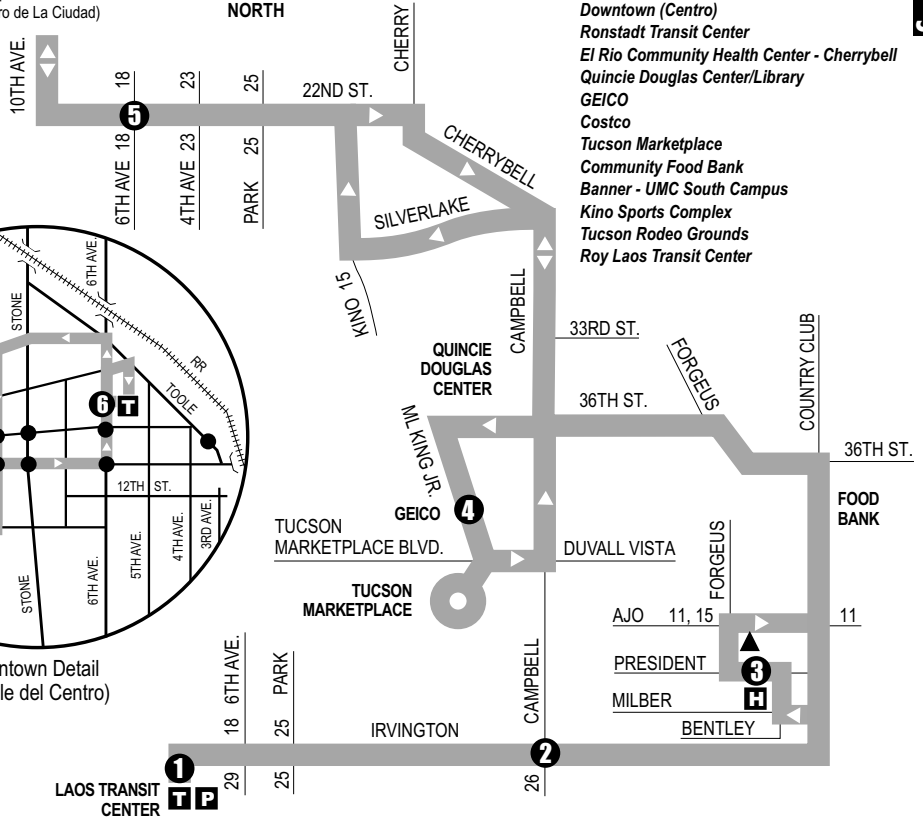 ro de La Ciudad)
NORTH
10TH AVE.
18
23
25
22ND ST.
CHERRY
5
6TH AVE 18
4TH AVE 23
PARK 25
CHERRYBELL
SILVERLAKE
KINO 15
Downtown (Centro)
Ronstadt Transit Center
El Rio Community Health Center - Cherrybell
Quincie Douglas Center/Library
GEICO
Costco
Tucson Marketplace
Community Food Bank
Banner - UMC South Campus
Kino Sports Complex
Tucson Rodeo Grounds
Roy Laos Transit Center
STONE
6TH AVE.
RR
TOOLE
6
T
12TH ST.
STONE
6TH AVE.
5TH AVE.
4TH AVE.
3RD AVE.
ntown Detail
le del Centro)
CAMPBELL
33RD ST.
QUINCIE
DOUGLAS
CENTER
FORGEUS
COUNTRY CLUB
36TH ST.
36TH ST.
ML KING JR.
GEICO
4
FOOD
BANK
TUCSON
MARKETPLACE BLVD.
DUVALL VISTA
TUCSON
MARKETPLACE
FORGEUS
AJO 11, 15
11
PRESIDENT
3
H
MILBER
BENTLEY
18 6TH AVE.
25 PARK
CAMPBELL
IRVINGTON
1
2
LAOS TRANSIT
CENTER
T P
29
25
26